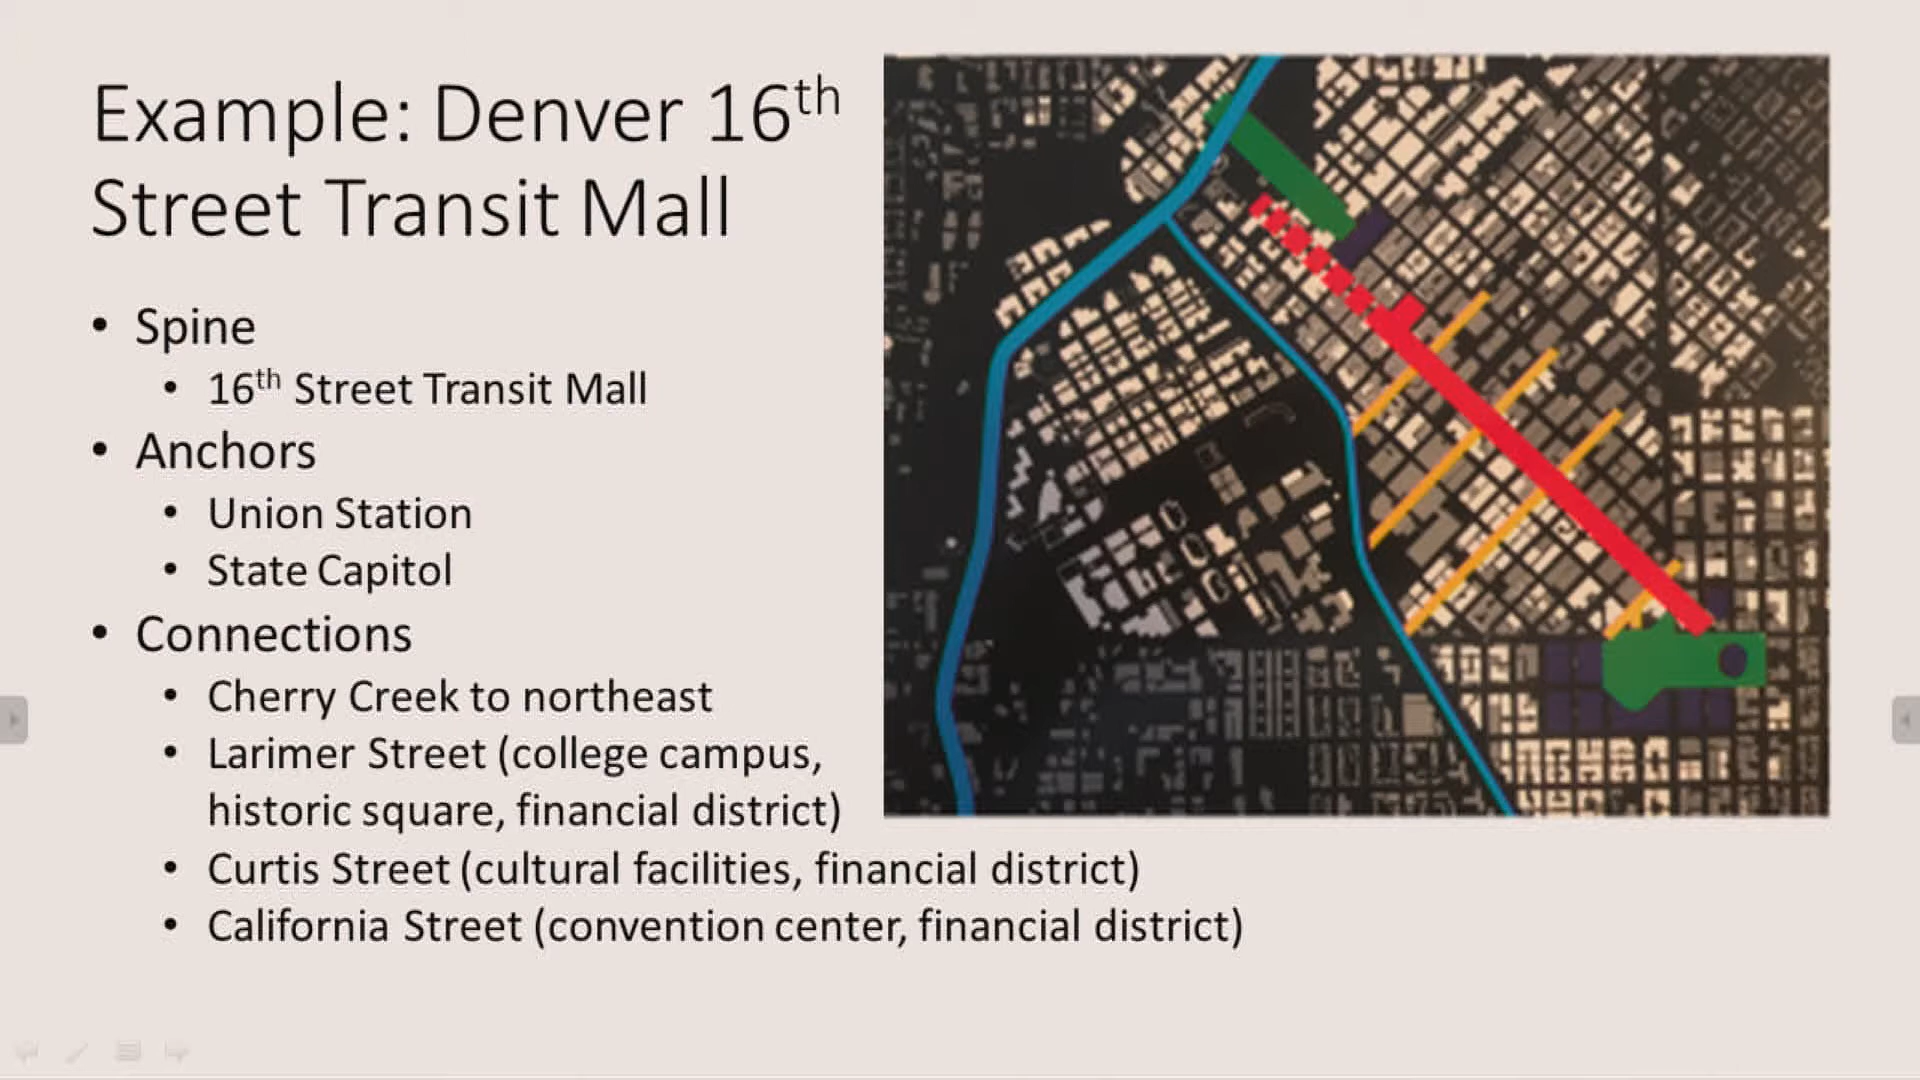 Example: Denver 16th
Street Transit Mall
• Spine
• 16th Street Transit Mall
• Anchors
• Union Station
• State Capitol
• Connections
• Cherry Creek to northeast
• Larimer Street (college campus,
historic square, financial district)
• Curtis Street (cultural facilities, financial district)
• California Street (convention center, financial district)